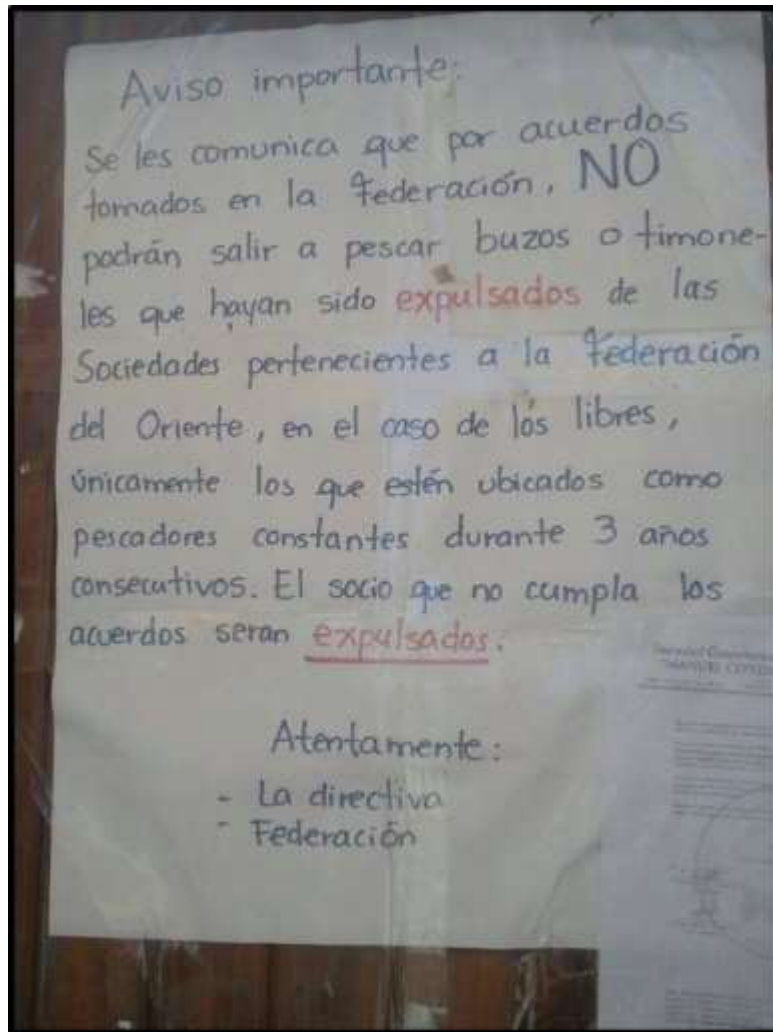 Aviso importante:
Se les comunica que por acuerdos
tomados en la Federación, NO
podrán salir a pescar buzos o timone-
les que hayan sido expulsados de las
Sociedades pertenecientes a la Federación
del Oriente, en el caso de los libres,
únicamente los que estén ubicados como
pescadores constantes durante 3 años
consecutivos. El socio que no cumpla los
acuerdos seran expulsados.
Atentamente:
- La directiva
- Federación